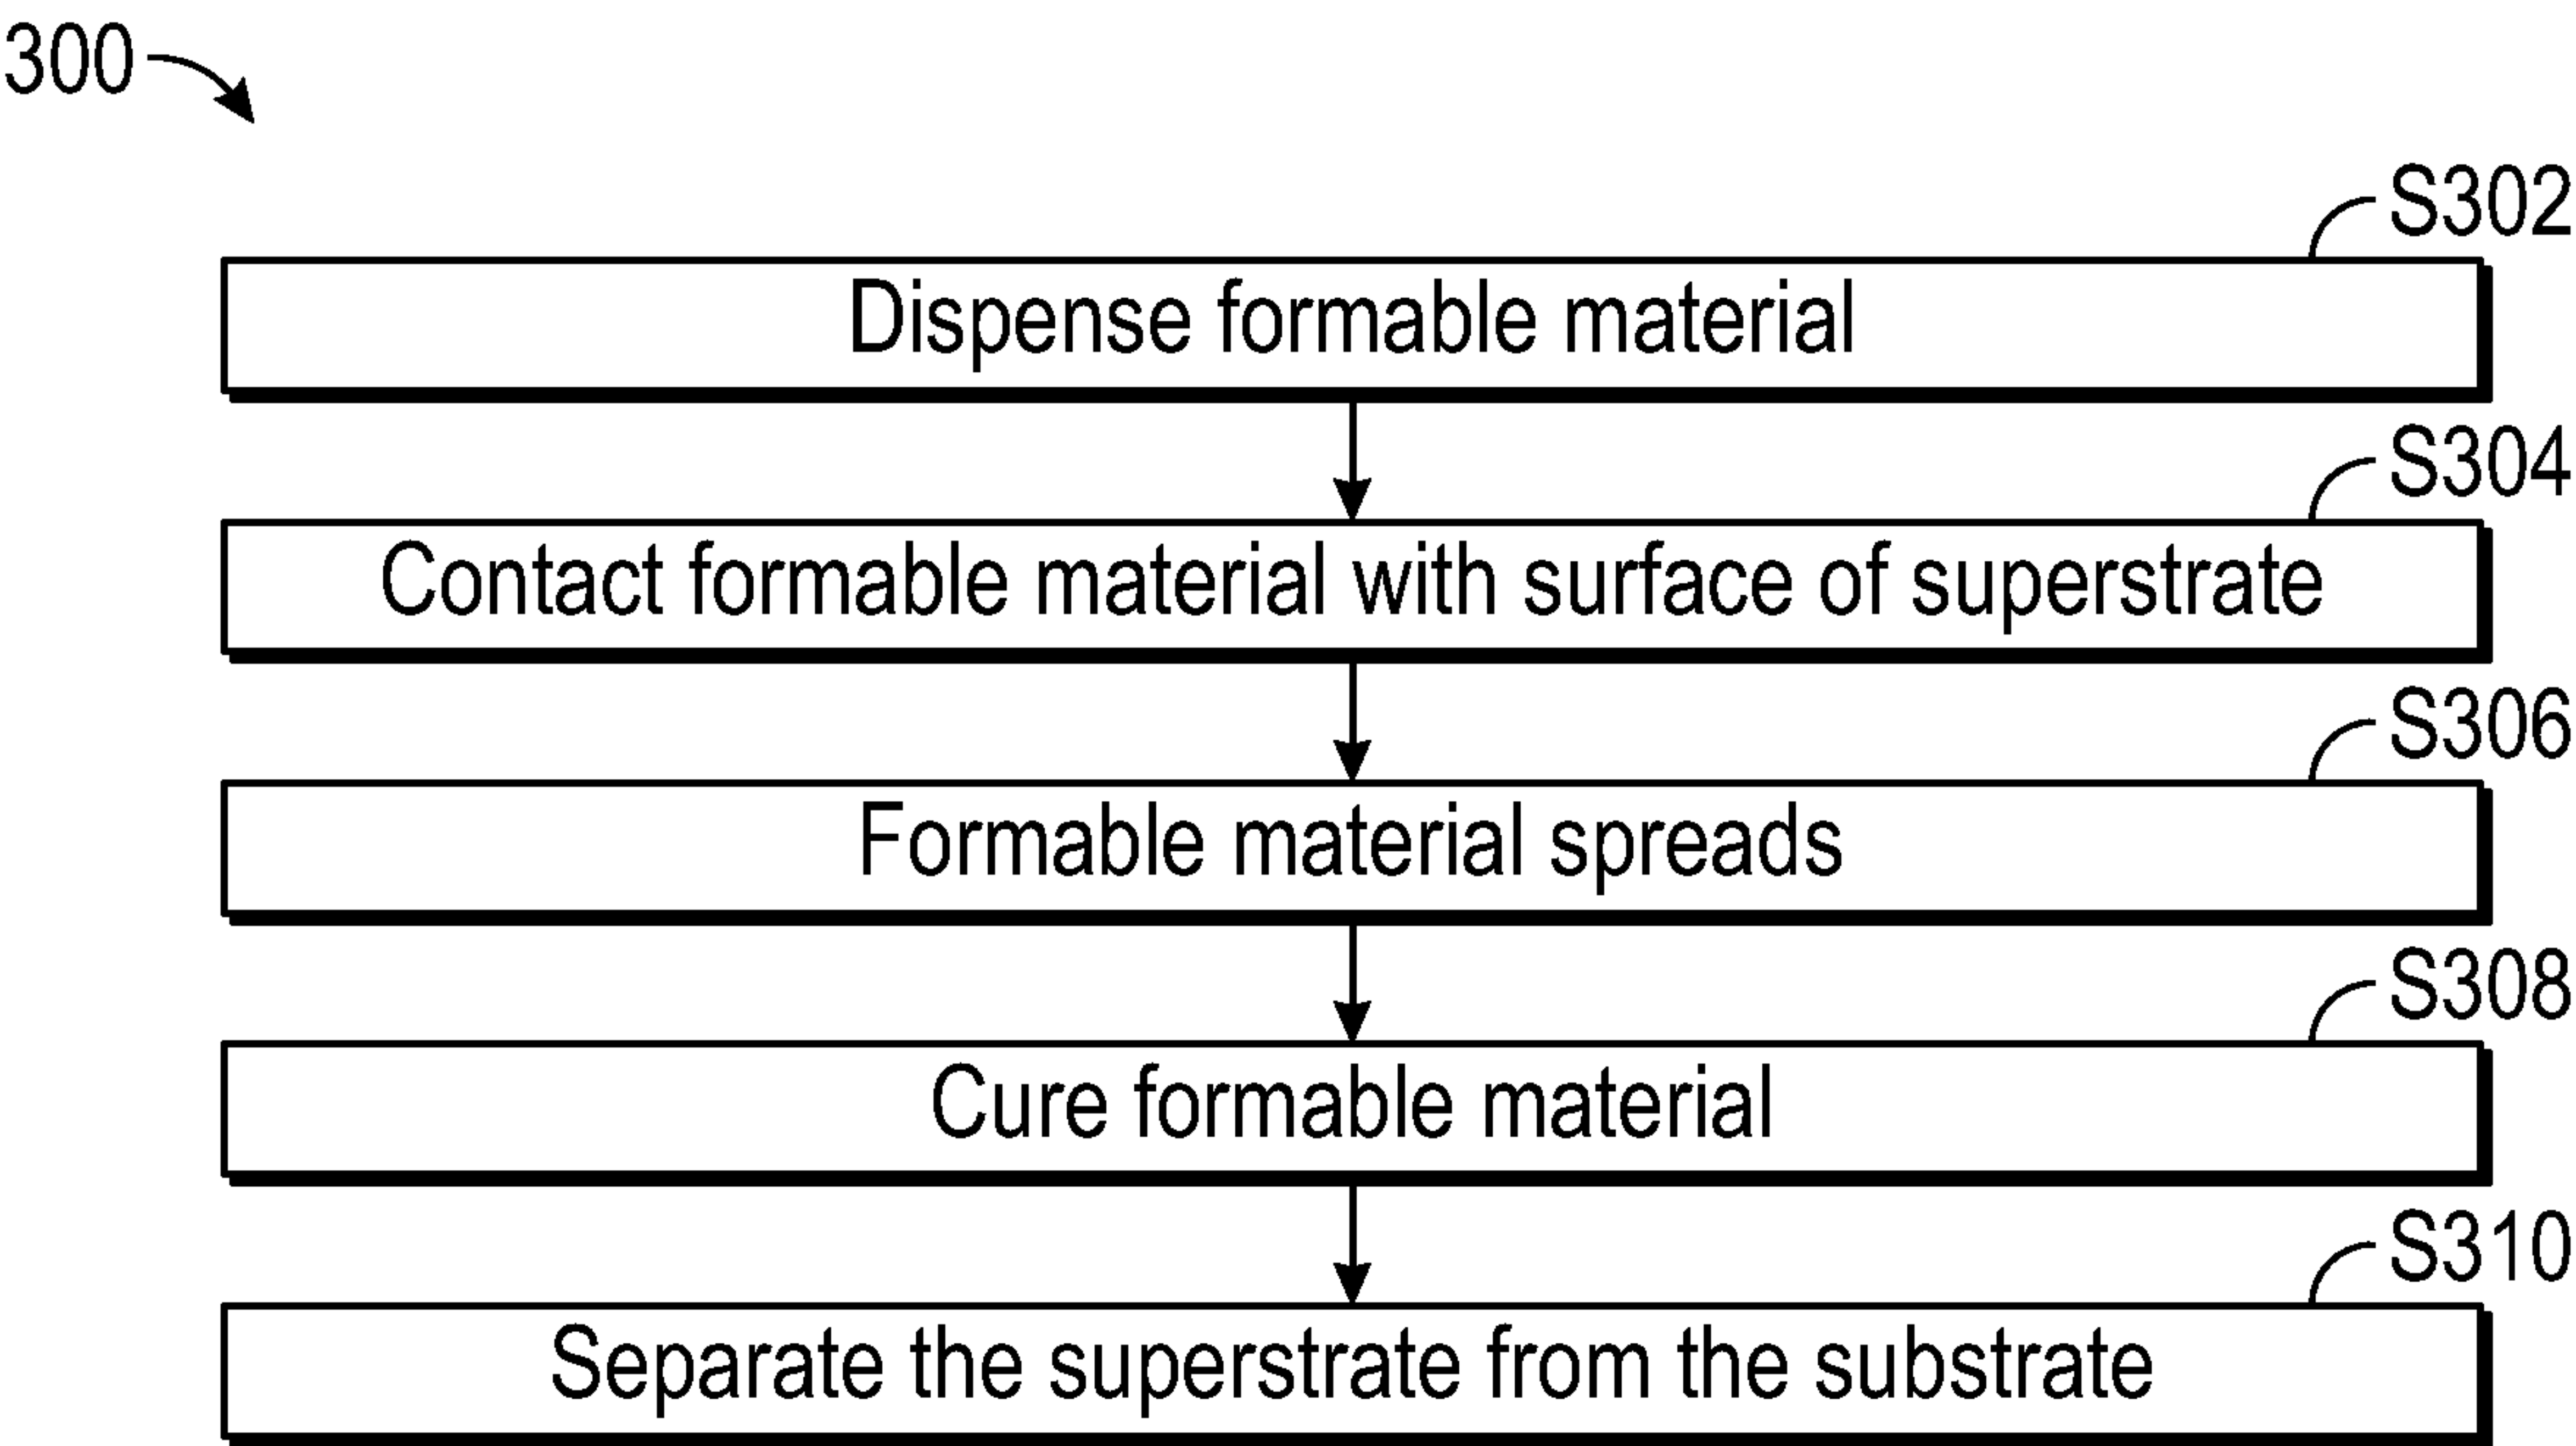 300
S302
Dispense formable material
S304
Contact formable material with surface of superstrate
S306
Formable material spreads
S308
Cure formable material
S310
Separate the superstrate from the substrate